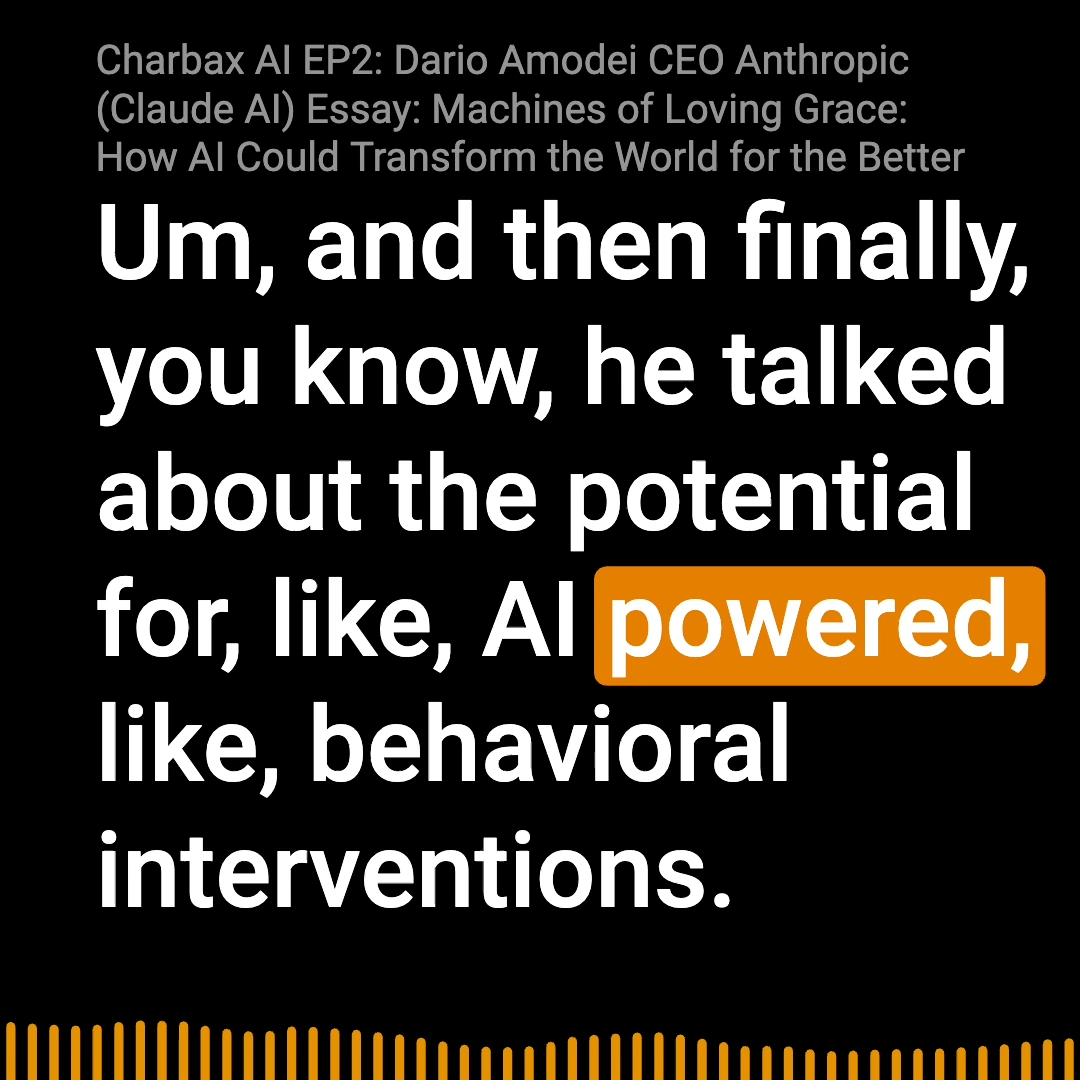 Charbax AI EP2: Dario Amodei CEO Anthropic
(Claude AI) Essay: Machines of Loving Grace:
How AI Could Transform the World for the Better
Um, and then finally,
you know, he talked
about the potential
for, like, AI powered,
like, behavioral
interventions.